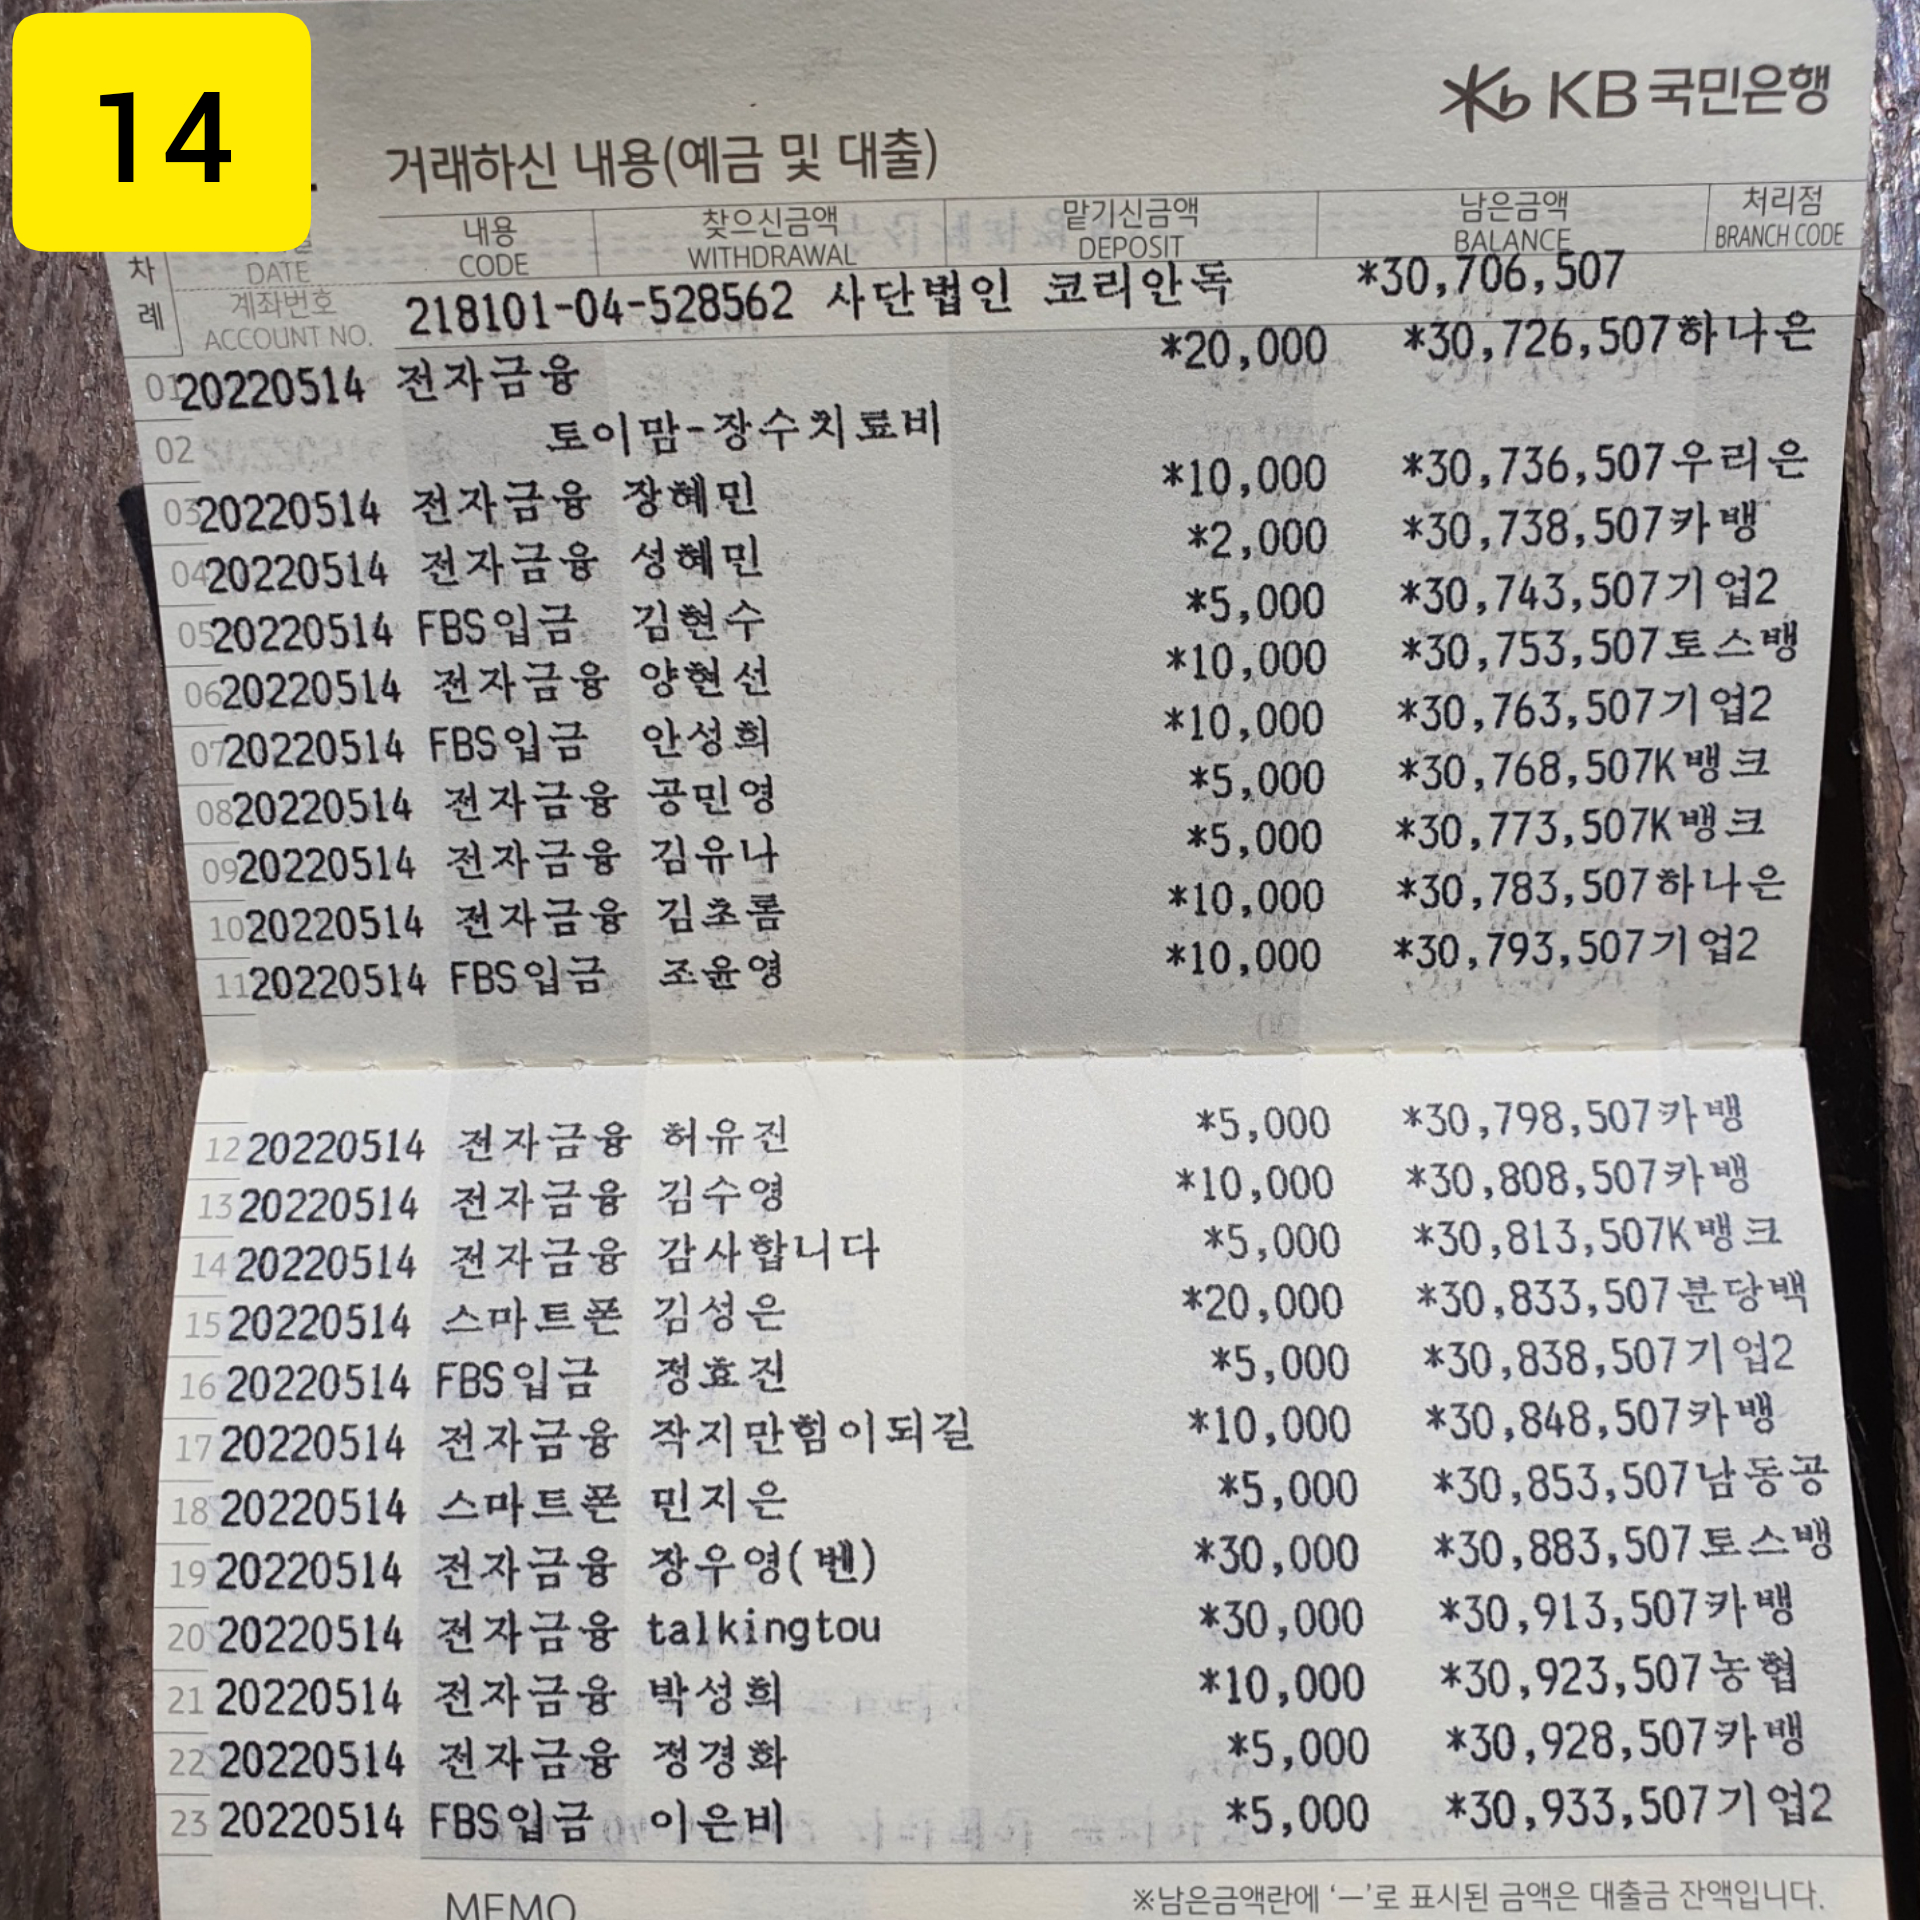 14
KB 국민은행
거래하신 내용(예금 및 대출)
차례
DATE 내용 CODE 찾으신금액 WITHDRAWAL 맡기신금액 DEPOSIT 남은금액 BALANCE 처리점 BRANCH CODE
계좌번호 ACCOUNT NO. 218101-04-528562 사단법인 코리안독 *30,706,507
01 20220514 전자금융 *20,000 *30,726,507하나은
02 토이맘-장수치료비
03 20220514 전자금융 장혜민 *10,000 *30,736,507우리은
04 20220514 전자금융 성혜민 *2,000 *30,738,507카뱅
05 20220514 FBS입금 김현수 *5,000 *30,743,507기업2
06 20220514 전자금융 양현선 *10,000 *30,753,507토스뱅
07 20220514 FBS입금 안성희 *10,000 *30,763,507기업2
08 20220514 전자금융 공민영 *5,000 *30,768,507K뱅크
09 20220514 전자금융 김유나 *5,000 *30,773,507K뱅크
10 20220514 전자금융 김초롬 *10,000 *30,783,507하나은
11 20220514 FBS입금 조윤영 *10,000 *30,793,507기업2
12 20220514 전자금융 허유진 *5,000 *30,798,507카뱅
13 20220514 전자금융 김수영 *10,000 *30,808,507카뱅
14 20220514 전자금융 감사합니다 *5,000 *30,813,507K뱅크
15 20220514 스마트폰 김성은 *20,000 *30,833,507분당백
16 20220514 FBS입금 정효진 *5,000 *30,838,507기업2
17 20220514 전자금융 작지만힘이되길 *10,000 *30,848,507카뱅
18 20220514 스마트폰 민지은 *5,000 *30,853,507남동공
19 20220514 전자금융 장우영(벤) *30,000 *30,883,507토스뱅
20 20220514 전자금융 talkingtou *30,000 *30,913,507카뱅
21 20220514 전자금융 박성희 *10,000 *30,923,507농협
22 20220514 전자금융 정경화 *5,000 *30,928,507카뱅
23 20220514 FBS입금 이은비 *5,000 *30,933,507기업2
MEMO
※남은금액란에 ‘ㅡ’로 표시된 금액은 대출금 잔액입니다.